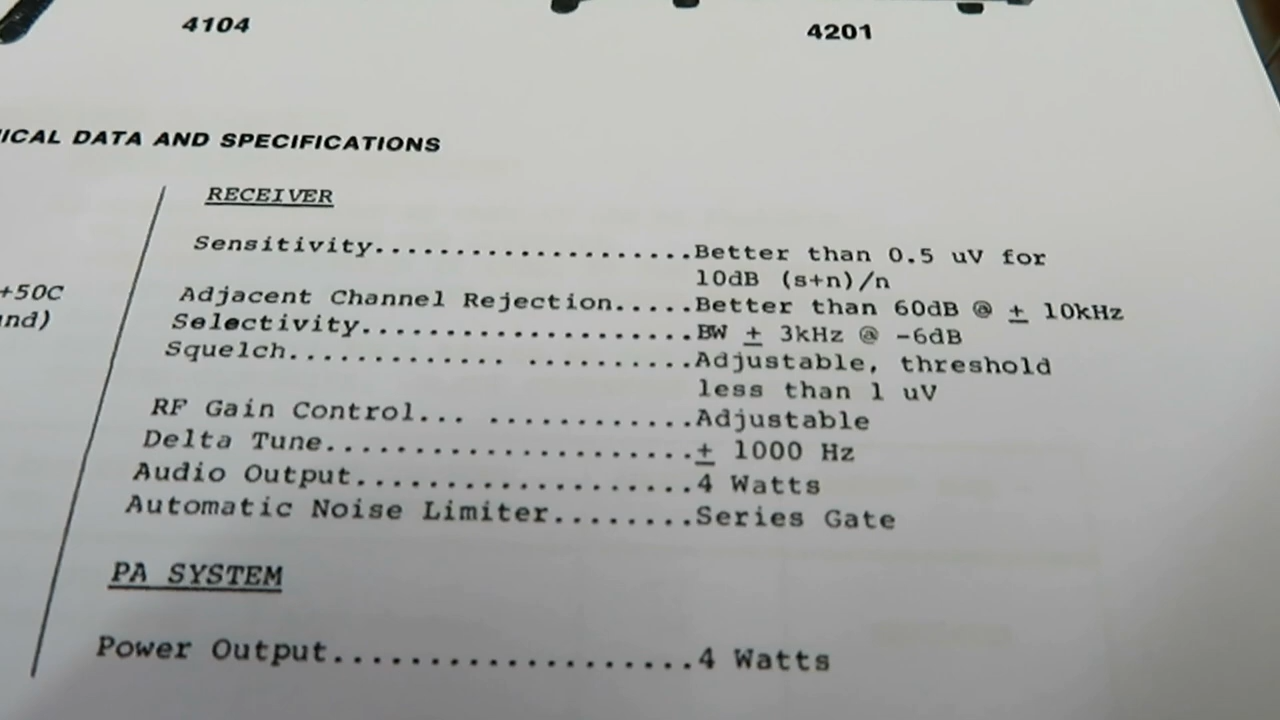 4104
4201
ICAL DATA AND SPECIFICATIONS
+50C
RECEIVER
Sensitivity....................Better than 0.5 uV for
10dB (s+n)/n
Adjacent Channel Rejection.....Better than 60dB @ ± 10kHz
Selectivity....................BW ± 3kHz @ -6dB
Squelch............. ..........Adjustable, threshold
less than 1 uV
RF Gain Control... ............Adjustable
Delta Tune.....................± 1000 Hz
Audio Output...................4 Watts
Automatic Noise Limiter........Series Gate
PA SYSTEM
Power Output...................4 Watts